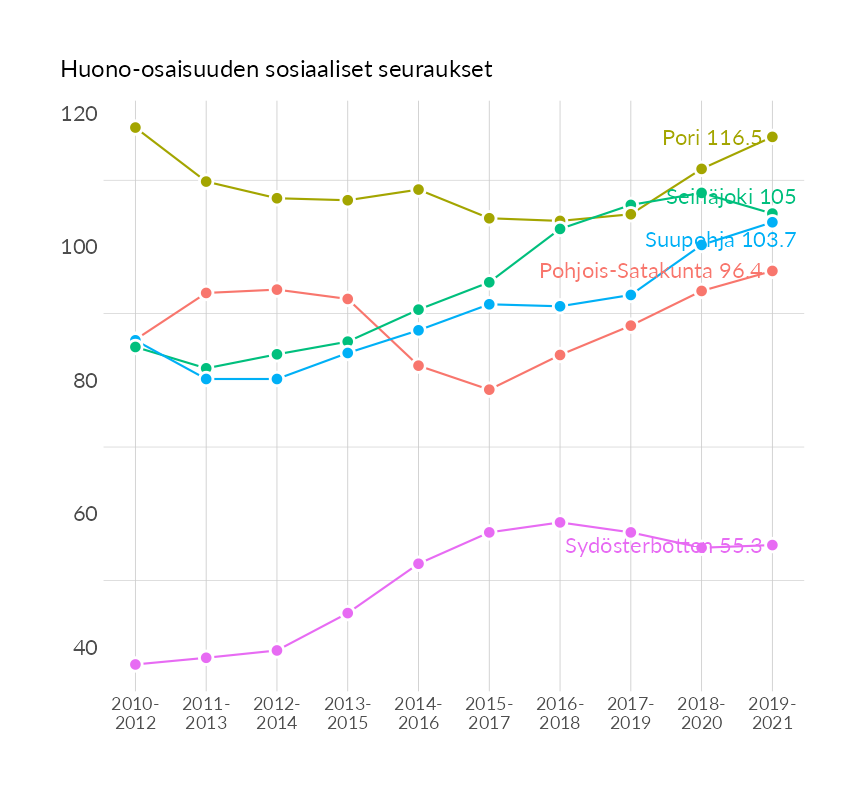 Huono-osaisuuden sosiaaliset seuraukset
120
Pori 116.5
Seinäjoki 105
100
Suupohja 103.7
Pohjois-Satakunta 96.4
80
60
Sydösterbotten 55.3
40
2010- 2011- 2012- 2013- 2014- 2015- 2016- 2017- 2018- 2019-
2012 2013 2014 2015 2016 2017 2018 2019 2020 2021